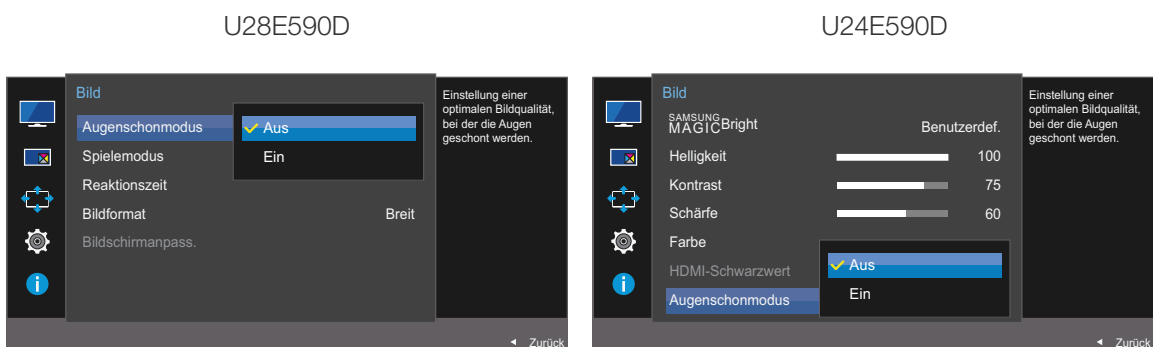 U28E590D
Bild
Augenschonmodus
Aus
Ein
Spielemodus
Reaktionszeit
Bildformat Breit
Bildschirmanpass.
Einstellung einer
optimalen Bildqualität,
bei der die Augen
geschont werden.
Zurück
U24E590D
Bild
SAMSUNG
MAGICBright Benutzerdef.
Helligkeit 100
Kontrast 75
Schärfe 60
Farbe
HDMI-Schwarzwert
Augenschonmodus
Aus
Ein
Einstellung einer
optimalen Bildqualität,
bei der die Augen
geschont werden.
Zurück